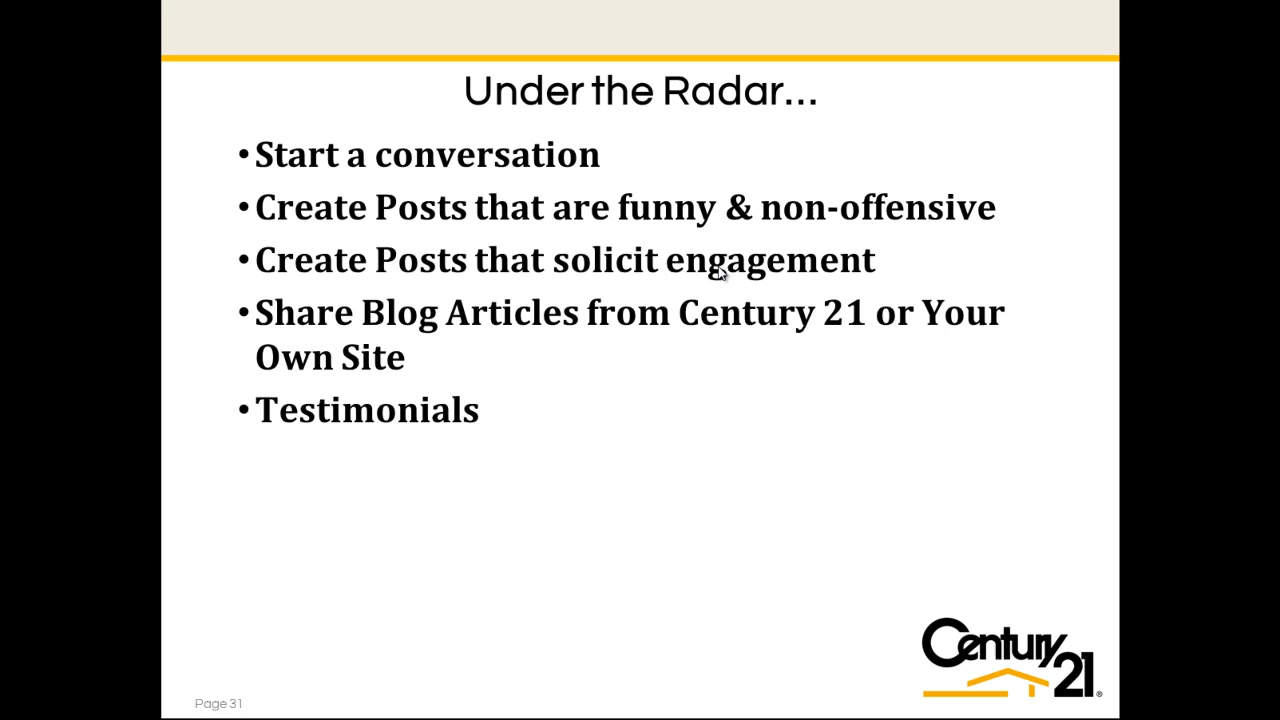 Under the Radar...
• Start a conversation
• Create Posts that are funny & non-offensive
• Create Posts that solicit engagement
• Share Blog Articles from Century 21 or Your
Own Site
• Testimonials
Century
21®
Page 31